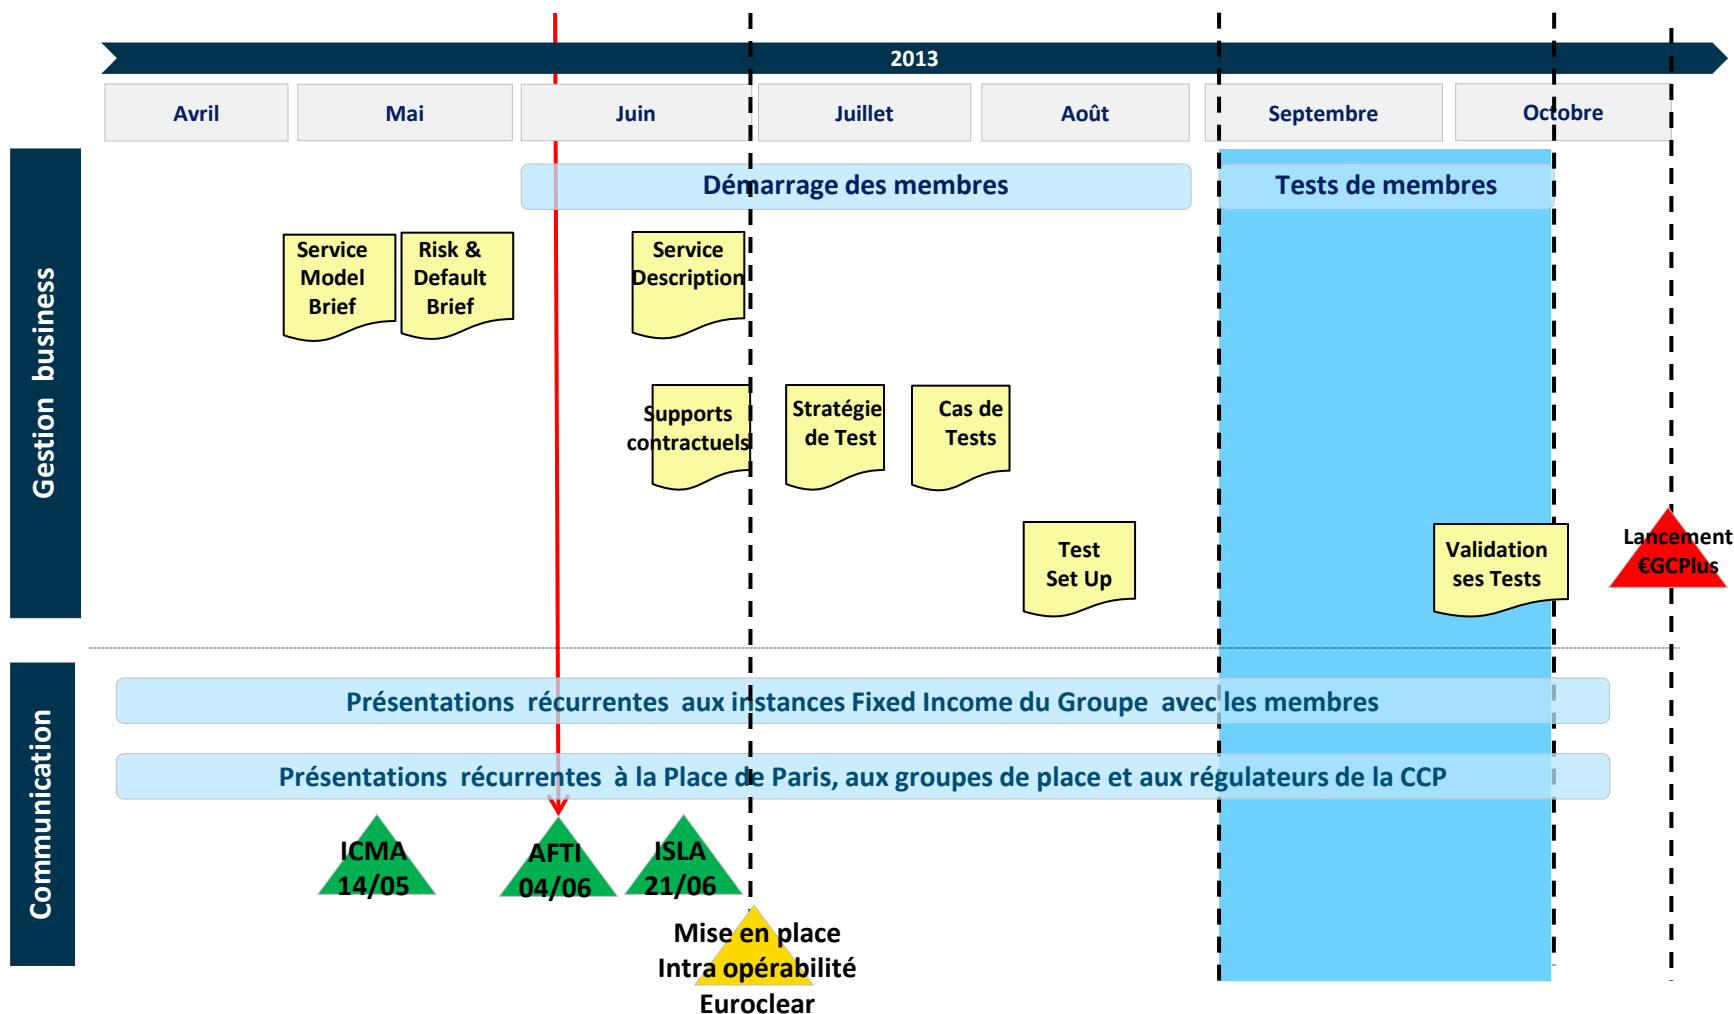 2013
Avril
Mai
Juin
Juillet
Août
Septembre
Octobre
Gestion business
Démarrage des membres
Tests de membres
Service
Model
Brief
Risk &
Default
Brief
Service
Description
Supports
contractuels
Stratégie
de Test
Cas de
Tests
Test
Set Up
Validation
ses Tests
Lancement
€GCPlus
Communication
Présentations récurrentes aux instances Fixed Income du Groupe avec les membres
Présentations récurrentes à la Place de Paris, aux groupes de place et aux régulateurs de la CCP
ICMA
14/05
AFTI
04/06
ISLA
21/06
Mise en place
Intra opérabilité
Euroclear